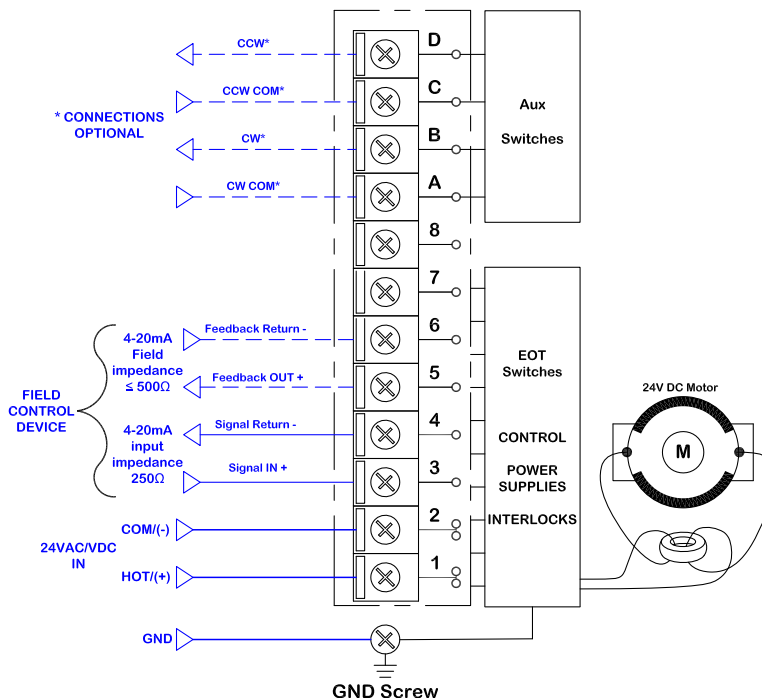 CCW*
CCW COM*
CW*
CW COM*
* CONNECTIONS
OPTIONAL
D
C
B
A
8
7
6
5
4
3
2
1
Aux
Switches
Feedback Return -
Feedback OUT +
Signal Return -
Signal IN +
4-20mA
Field
impedance
≤ 500Ω
4-20mA
input
impedance
250Ω
FIELD
CONTROL
DEVICE
COM/(-)
HOT/(+)
24VAC/VDC
IN
GND
GND Screw
EOT
Switches
CONTROL
POWER
SUPPLIES
INTERLOCKS
24V DC Motor
M